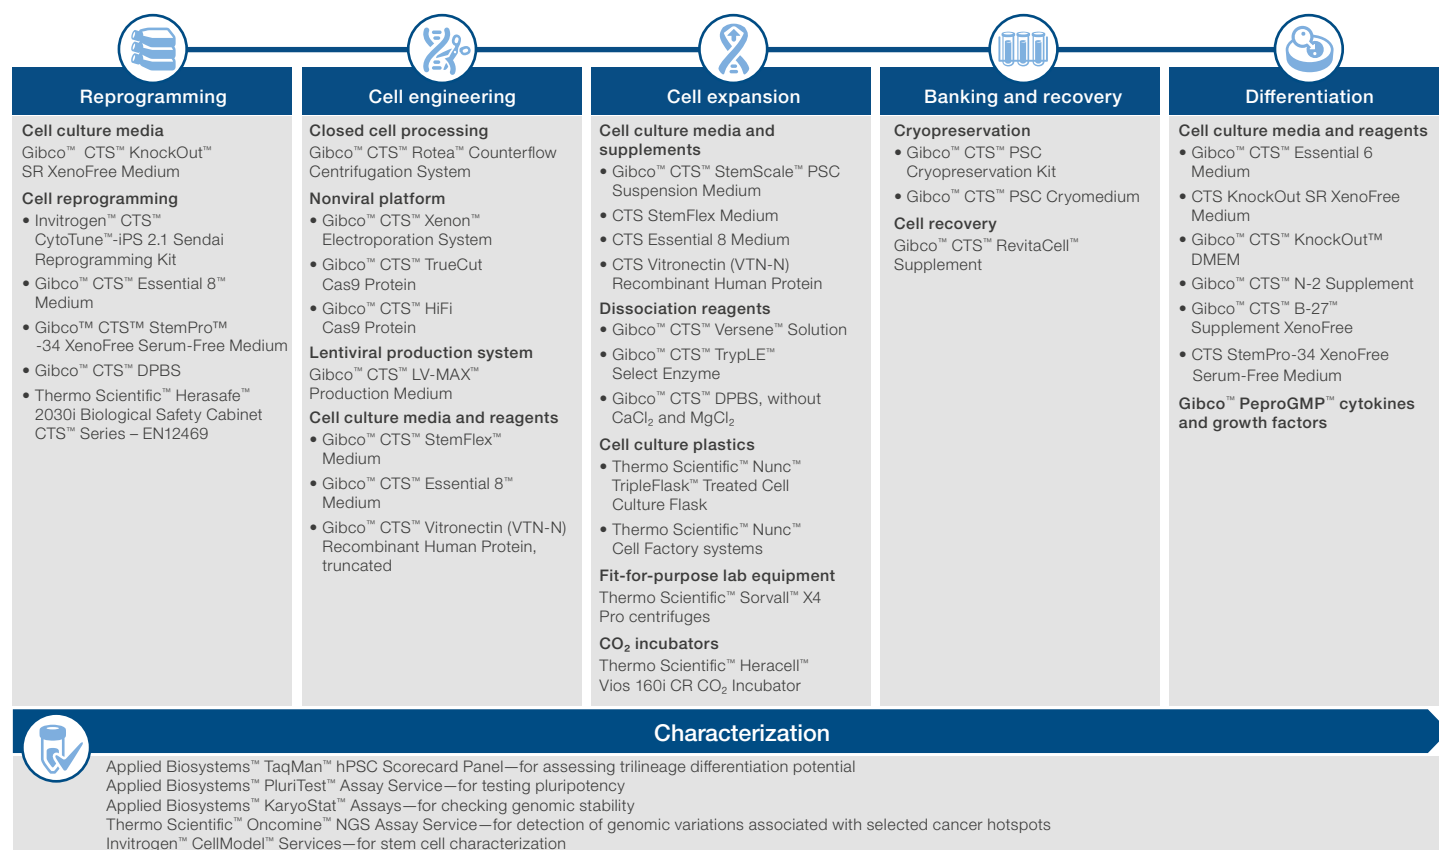 Reprogramming
Cell culture media
Gibco™ CTS™ KnockOut™
SR XenoFree Medium
Cell reprogramming
• Invitrogen™ CTS™
CytoTune™-iPS 2.1 Sendai
Reprogramming Kit
• Gibco™ CTS™ Essential 8™
Medium
• Gibco™ CTS™ StemPro™
-34 XenoFree Serum-Free Medium
• Gibco™ CTS™ DPBS
• Thermo Scientific™ Herasafe™
2030i Biological Safety Cabinet
CTS™ Series – EN12469
Cell engineering
Closed cell processing
Gibco™ CTS™ Rotea™ Counterflow
Centrifugation System
Nonviral platform
• Gibco™ CTS™ Xenon™
Electroporation System
• Gibco™ CTS™ TrueCut
Cas9 Protein
• Gibco™ CTS™ HiFi
Cas9 Protein
Lentiviral production system
Gibco™ CTS™ LV-MAX™
Production Medium
Cell culture media and reagents
• Gibco™ CTS™ StemFlex™
Medium
• Gibco™ CTS™ Essential 8™
Medium
• Gibco™ CTS™ Vitronectin (VTN-N)
Recombinant Human Protein,
truncated
Cell expansion
Cell culture media and
supplements
• Gibco™ CTS™ StemScale™ PSC
Suspension Medium
• CTS StemFlex Medium
• CTS Essential 8 Medium
• CTS Vitronectin (VTN-N)
Recombinant Human Protein
Dissociation reagents
• Gibco™ CTS™ Versene™ Solution
• Gibco™ CTS™ TrypLE™
Select Enzyme
• Gibco™ CTS™ DPBS, without
CaCl₂ and MgCl₂
Cell culture plastics
• Thermo Scientific™ Nunc™
TripleFlask™ Treated Cell
Culture Flask
• Thermo Scientific™ Nunc™
Cell Factory systems
Fit-for-purpose lab equipment
Thermo Scientific™ Sorvall™ X4
Pro centrifuges
CO₂ incubators
Thermo Scientific™ Heracell™
Vios 160i CR CO₂ Incubator
Banking and recovery
Cryopreservation
• Gibco™ CTS™ PSC
Cryopreservation Kit
• Gibco™ CTS™ PSC Cryomedium
Cell recovery
Gibco™ CTS™ RevitaCell™
Supplement
Differentiation
Cell culture media and reagents
• Gibco™ CTS™ Essential 6
Medium
• CTS KnockOut SR XenoFree
Medium
• Gibco™ CTS™ KnockOut™
DMEM
• Gibco™ CTS™ N-2 Supplement
• Gibco™ CTS™ B-27™
Supplement XenoFree
• CTS StemPro-34 XenoFree
Serum-Free Medium
Gibco™ PeproGMP™ cytokines
and growth factors
Characterization
Applied Biosystems™ TaqMan™ hPSC Scorecard Panel—for assessing trilineage differentiation potential
Applied Biosystems™ PluriTest™ Assay Service—for testing pluripotency
Applied Biosystems™ KaryoStat™ Assays—for checking genomic stability
Thermo Scientific™ Oncomine™ NGS Assay Service—for detection of genomic variations associated with selected cancer hotspots
Invitrogen™ CellModel™ Services—for stem cell characterization